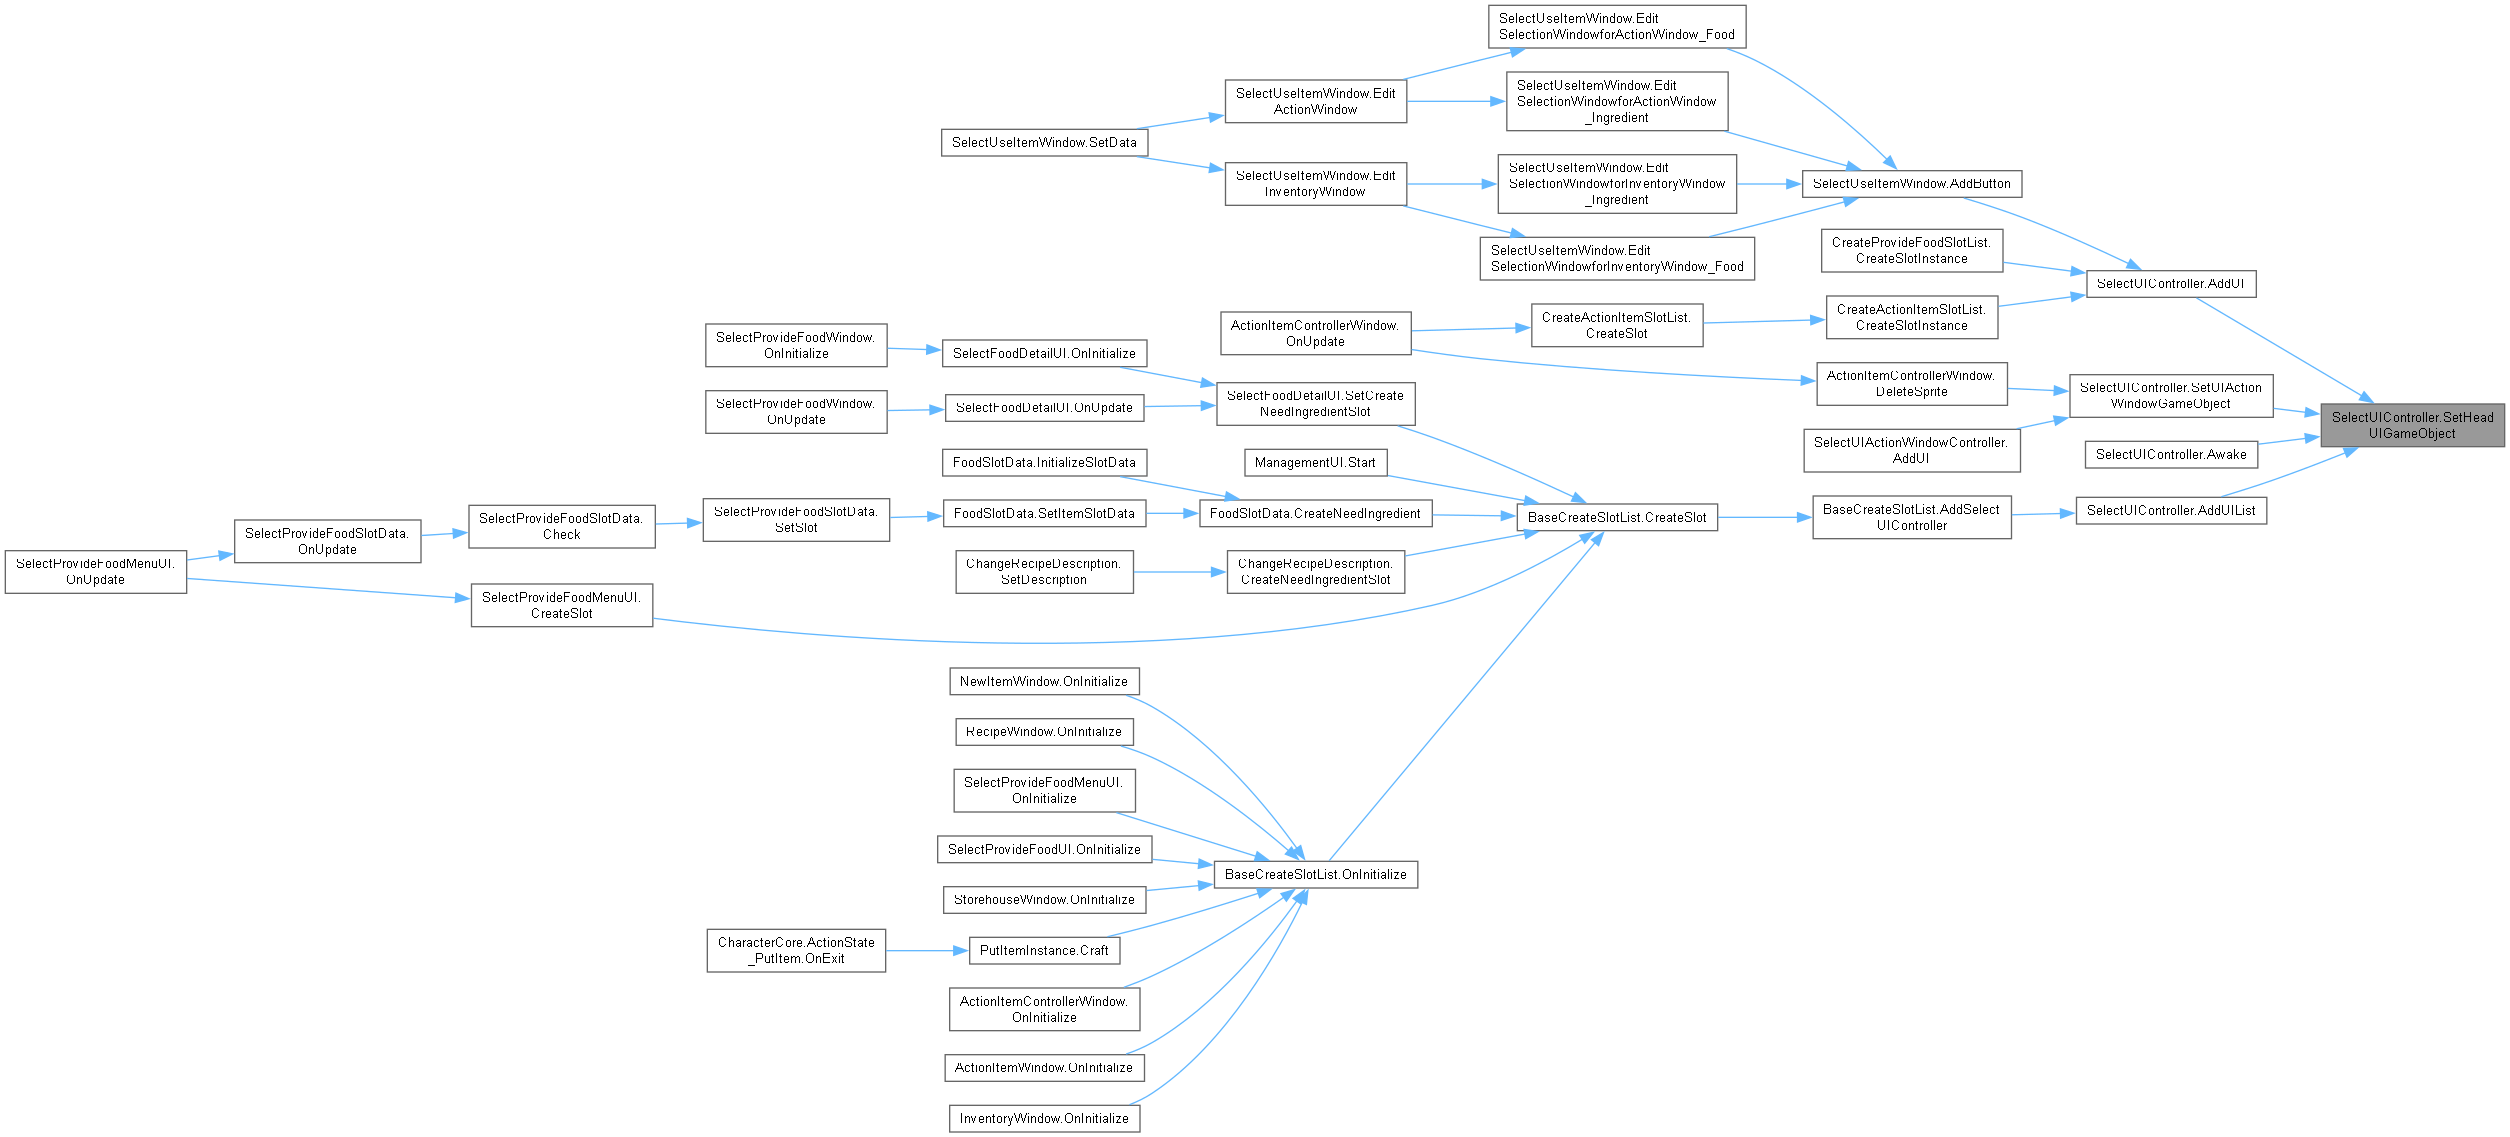 SelectUseItemWindow.Edit
SelectionWindowforActionWindow_Food
SelectUseItemWindow.Edit
SelectionWindowforActionWindow
_Ingredient
SelectUseItemWindow.Edit
ActionWindow
SelectUseItemWindow.SetData
SelectUseItemWindow.Edit
InventoryWindow
SelectUseItemWindow.Edit
SelectionWindowforInventoryWindow
_Ingredient
SelectUseItemWindow.AddButton
SelectUseItemWindow.Edit
SelectionWindowforInventoryWindow_Food
CreateProvideFoodSlotList.
CreateSlotInstance
SelectUIController.AddUI
CreateActionItemSlotList.
CreateSlotInstance
CreateActionItemSlotList.
CreateSlot
ActionItemControllerWindow.
OnUpdate
SelectProvideFoodWindow.
OnInitialize
SelectFoodDetailUI.OnInitialize
ActionItemControllerWindow.
DeleteSprite
SelectUIController.SetUIAction
WindowGameObject
SelectFoodDetailUI.SetCreate
NeedIngredientSlot
SelectProvideFoodWindow.
OnUpdate
SelectFoodDetailUI.OnUpdate
SelectUIController.SetHead
UIGameObject
SelectUIActionWindowController.
AddUI
SelectUIController.Awake
FoodSlotData.InitializeSlotData
ManagementUI.Start
SelectUIController.AddUIList
BaseCreateSlotList.AddSelect
UIController
BaseCreateSlotList.CreateSlot
FoodSlotData.CreateNeedIngredient
FoodSlotData.SetItemSlotData
SelectProvideFoodSlotData.
SetSlot
SelectProvideFoodSlotData.
Check
SelectProvideFoodSlotData.
OnUpdate
SelectProvideFoodMenuUI.
OnUpdate
ChangeRecipeDescription.
SetDescription
ChangeRecipeDescription.
CreateNeedIngredientSlot
SelectProvideFoodMenuUI.
CreateSlot
NewItemWindow.OnInitialize
RecipeWindow.OnInitialize
SelectProvideFoodMenuUI.
OnInitialize
SelectProvideFoodUI.OnInitialize
BaseCreateSlotList.OnInitialize
StorehouseWindow.OnInitialize
CharacterCore.ActionState
_PutItem.OnExit
PutItemInstance.Craft
ActionItemControllerWindow.
OnInitialize
ActionItemWindow.OnInitialize
InventoryWindow.OnInitialize